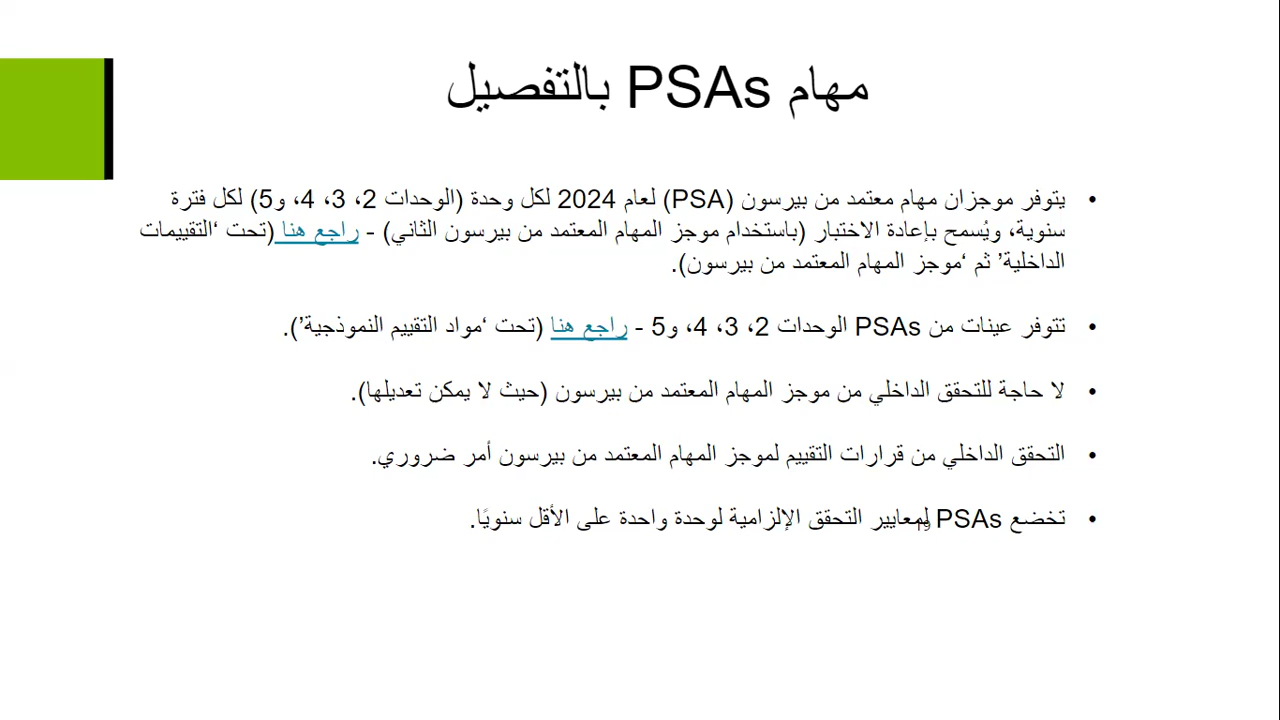 مهام PSAs بالتفصيل
• يتوفر موجزان مهام معتمد من بيرسون (PSA) لعام 2024 لكل وحدة (الوحدات 2، 3، 4، و5) لكل فترة
سنوية، ويُسمح بإعادة الاختبار (باستخدام موجز المهام المعتمد من بيرسون الثاني) - راجع هنا (تحت ‘التقييمات
الداخلية’ ثم ‘موجز المهام المعتمد من بيرسون).
• تتوفر عينات من PSAs الوحدات 2، 3، 4، و5 - راجع هنا (تحت ‘مواد التقييم النموذجية’).
• لا حاجة للتحقق الداخلي من موجز المهام المعتمد من بيرسون (حيث لا يمكن تعديلها).
• التحقق الداخلي من قرارات التقييم لموجز المهام المعتمد من بيرسون أمر ضروري.
• تخضع PSAs لمعايير التحقق الإلزامية لوحدة واحدة على الأقل سنويًا.